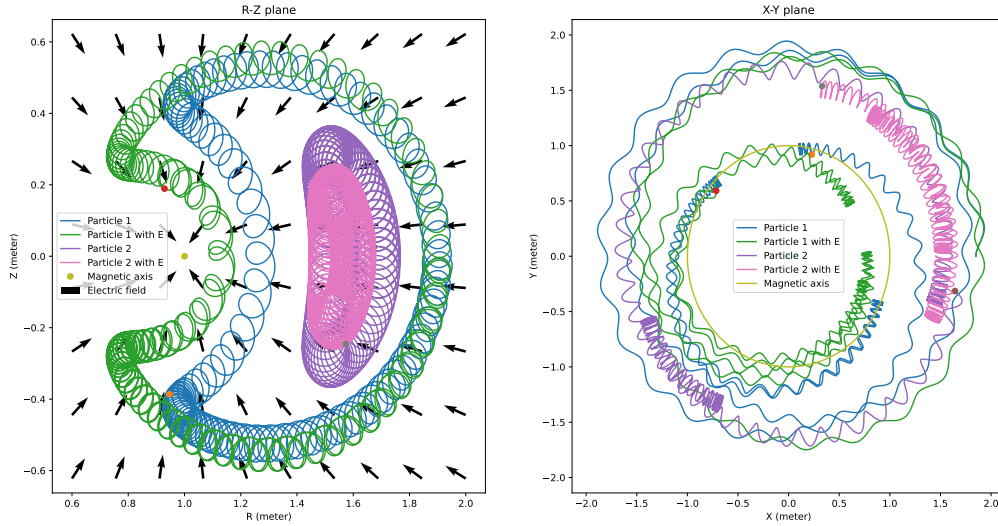 R-Z plane
0.6
0.4
0.2
0.0
−0.2
−0.4
−0.6
Z (meter)
Particle 1
Particle 1 with E
Particle 2
Particle 2 with E
Magnetic axis
Electric field
0.6 0.8 1.0 1.2 1.4 1.6 1.8 2.0
R (meter)
X-Y plane
2.0
1.5
1.0
0.5
0.0
−0.5
−1.0
−1.5
−2.0
Y (meter)
Particle 1
Particle 1 with E
Particle 2
Particle 2 with E
Magnetic axis
−2.0 −1.5 −1.0 −0.5 0.0 0.5 1.0 1.5 2.0
X (meter)